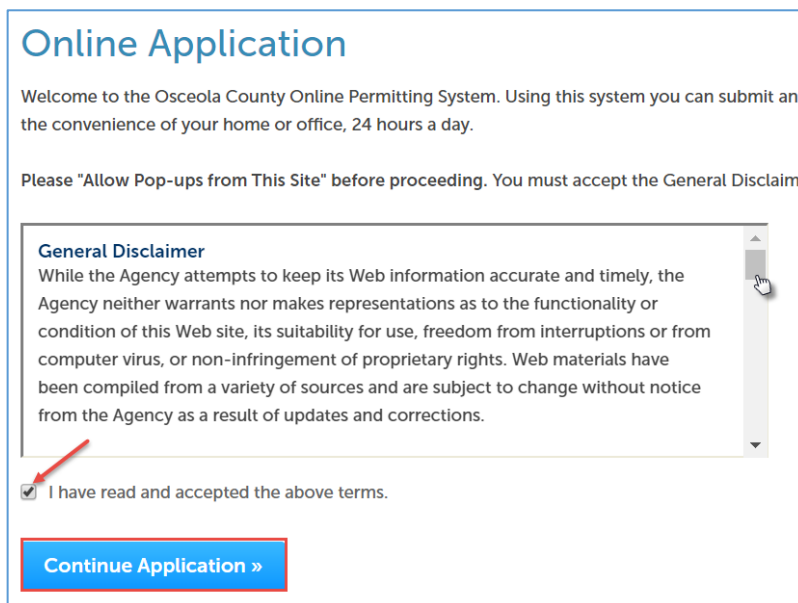 Online Application
Welcome to the Osceola County Online Permitting System. Using this system you can submit an
the convenience of your home or office, 24 hours a day.
Please "Allow Pop-ups from This Site" before proceeding. You must accept the General Disclaim
General Disclaimer
While the Agency attempts to keep its Web information accurate and timely, the
Agency neither warrants nor makes representations as to the functionality or
condition of this Web site, its suitability for use, freedom from interruptions or from
computer virus, or non-infringement of proprietary rights. Web materials have
been compiled from a variety of sources and are subject to change without notice
from the Agency as a result of updates and corrections.
I have read and accepted the above terms.
Continue Application »